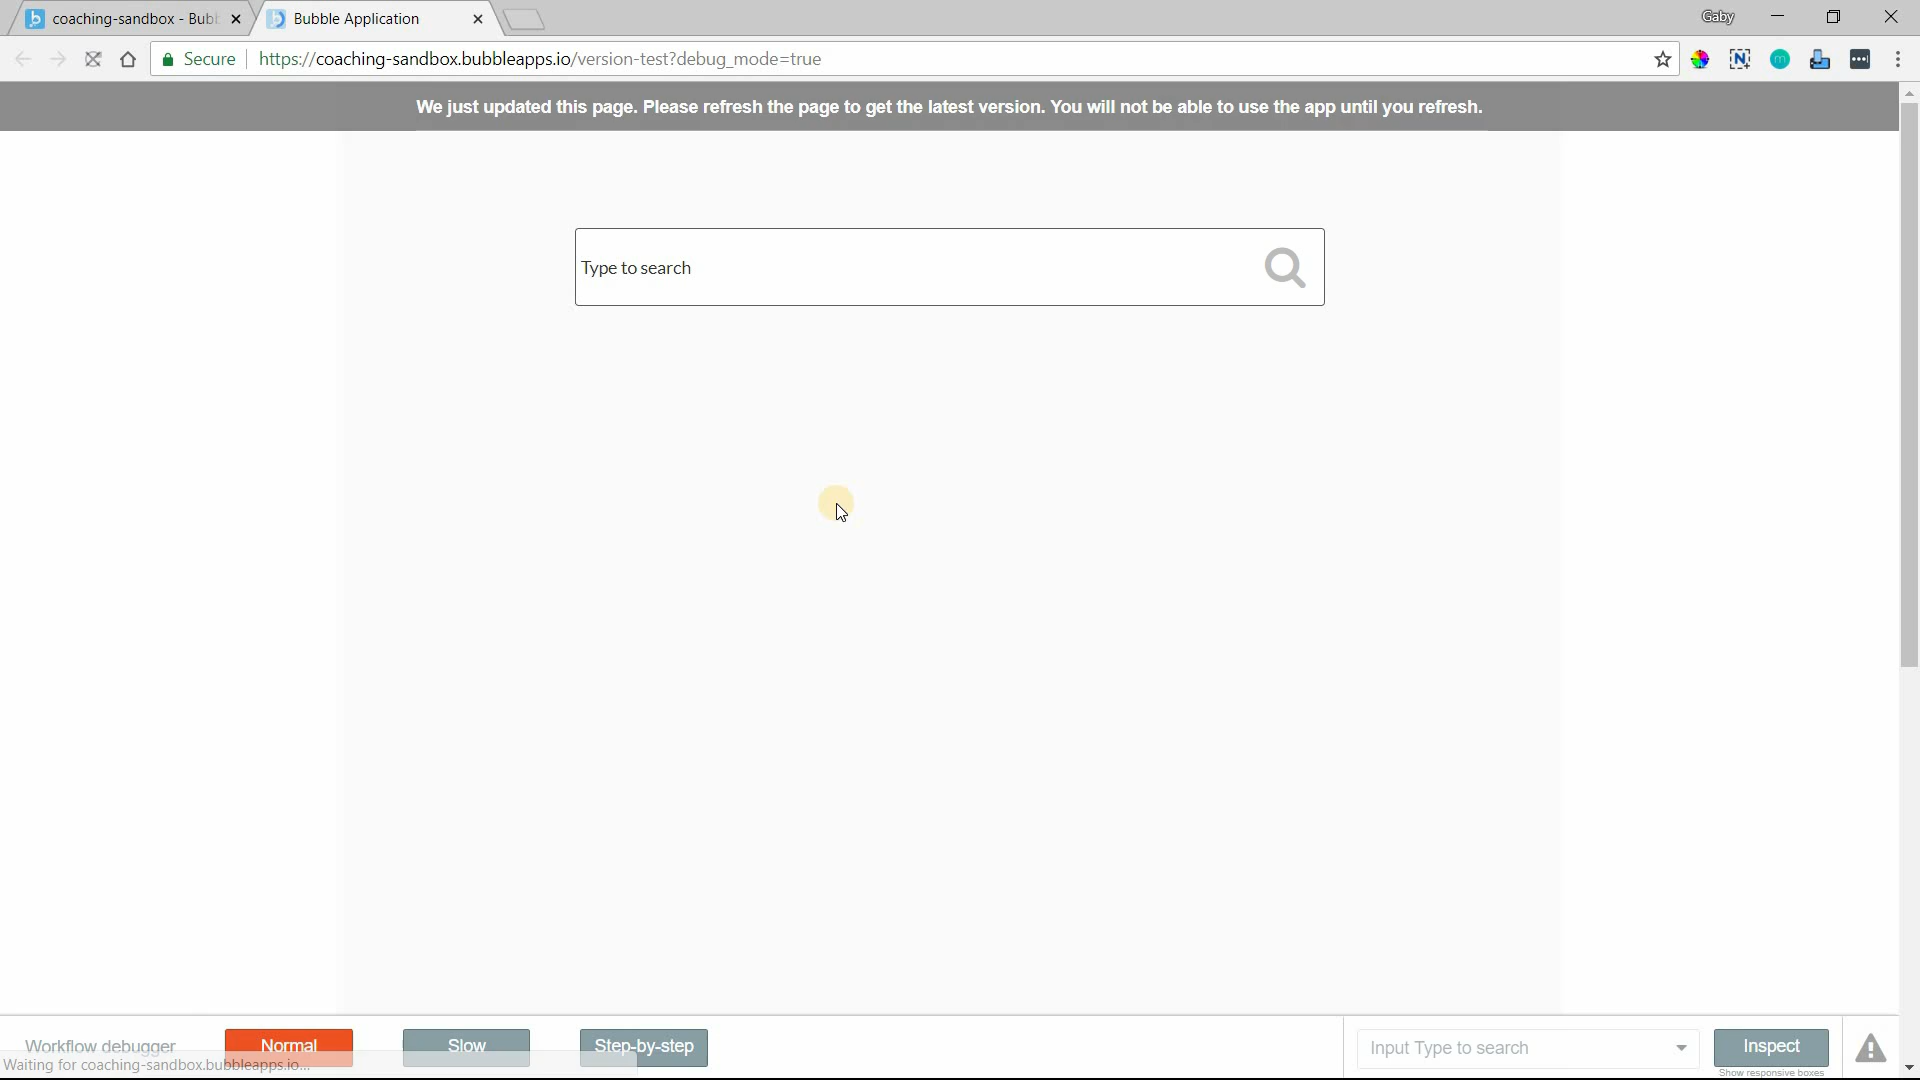 coaching-sandbox - Bub
Bubble Application
Gaby
Secure
https://coaching-sandbox.bubbleapps.io/version-test?debug_mode=true
We just updated this page. Please refresh the page to get the latest version. You will not be able to use the app until you refresh.
Type to search
Workflow debugger
Normal
Slow
Step-by-step
Input Type to search
Inspect
Show responsive boxes
Waiting for coaching-sandbox.bubbleapps.io...